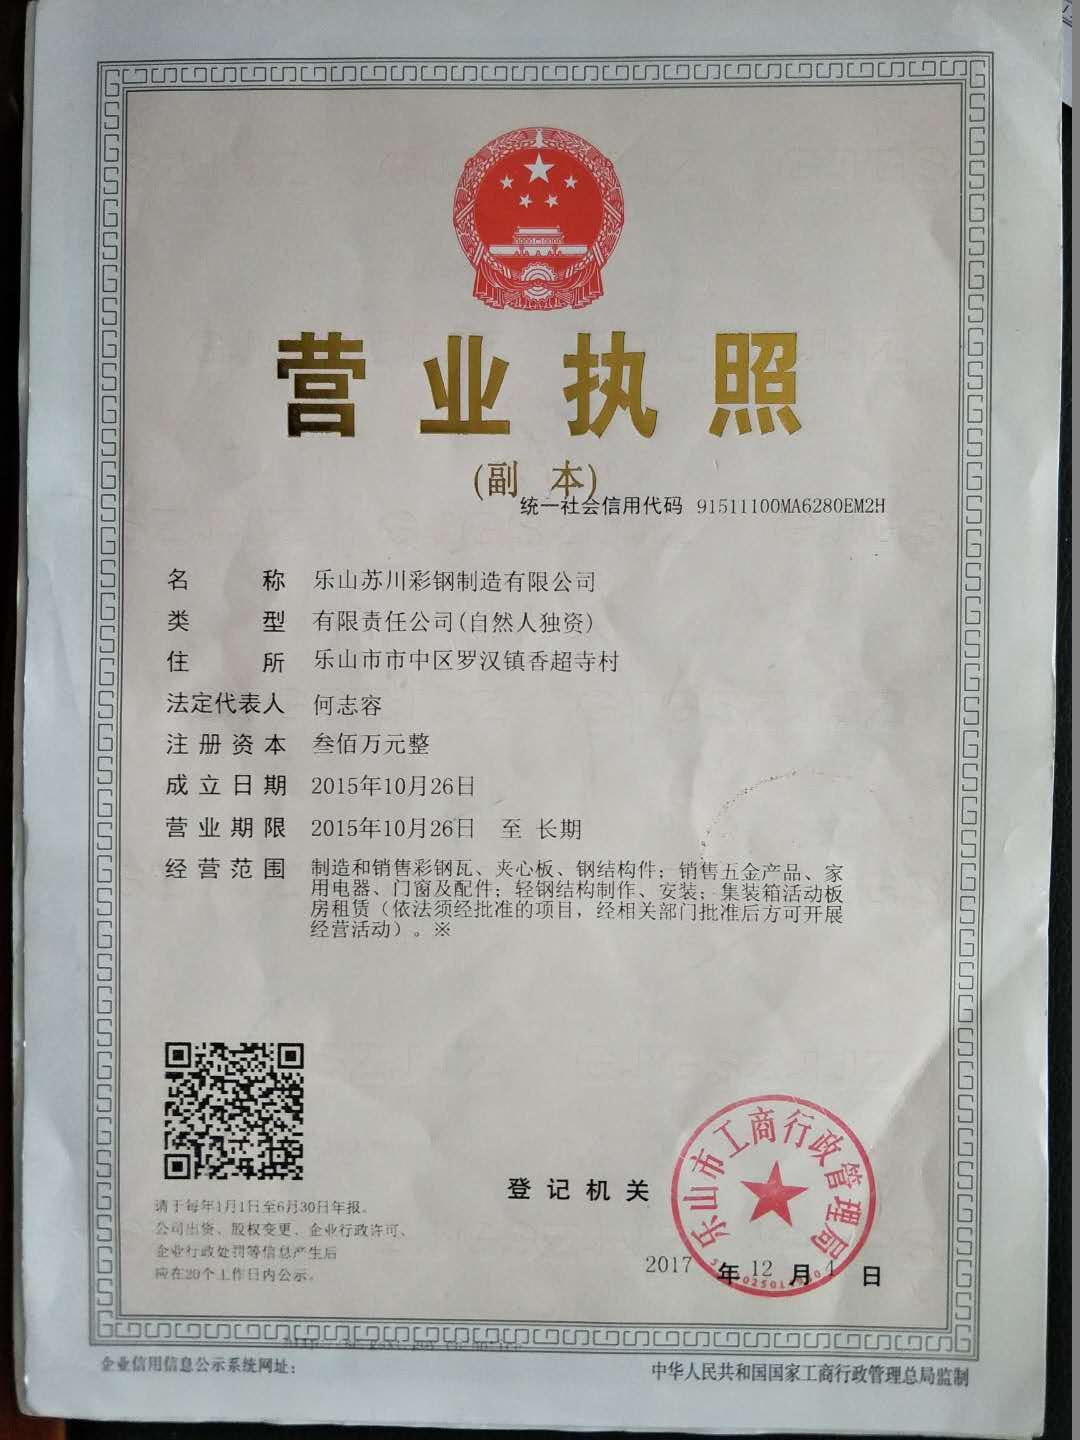 营业执照
(副 本)
统一社会信用代码 91511100MA6280EM2H
名称 乐山苏川彩钢制造有限公司
类型 有限责任公司(自然人独资)
住所 乐山市市中区罗汉镇香超寺村
法定代表人 何志容
注册资本 叁佰万元整
成立日期 2015年10月26日
营业期限 2015年10月26日 至 长期
经营范围 制造和销售彩钢瓦、夹心板、钢结构件；销售五金产品、家
用电器、门窗及配件；轻钢结构制作、安装；集装箱活动板
房租赁（依法须经批准的项目，经相关部门批准后方可开展
经营活动）。※
请于每年1月1日至6月30日年报。
公司出资、股权变更、企业行政许可、
企业行政处罚等信息产生后
应在20个工作日内公示。
登记机关
乐山市工商行政管理局
2017年12月4日
企业信用信息公示系统网址：
中华人民共和国国家工商行政管理总局监制